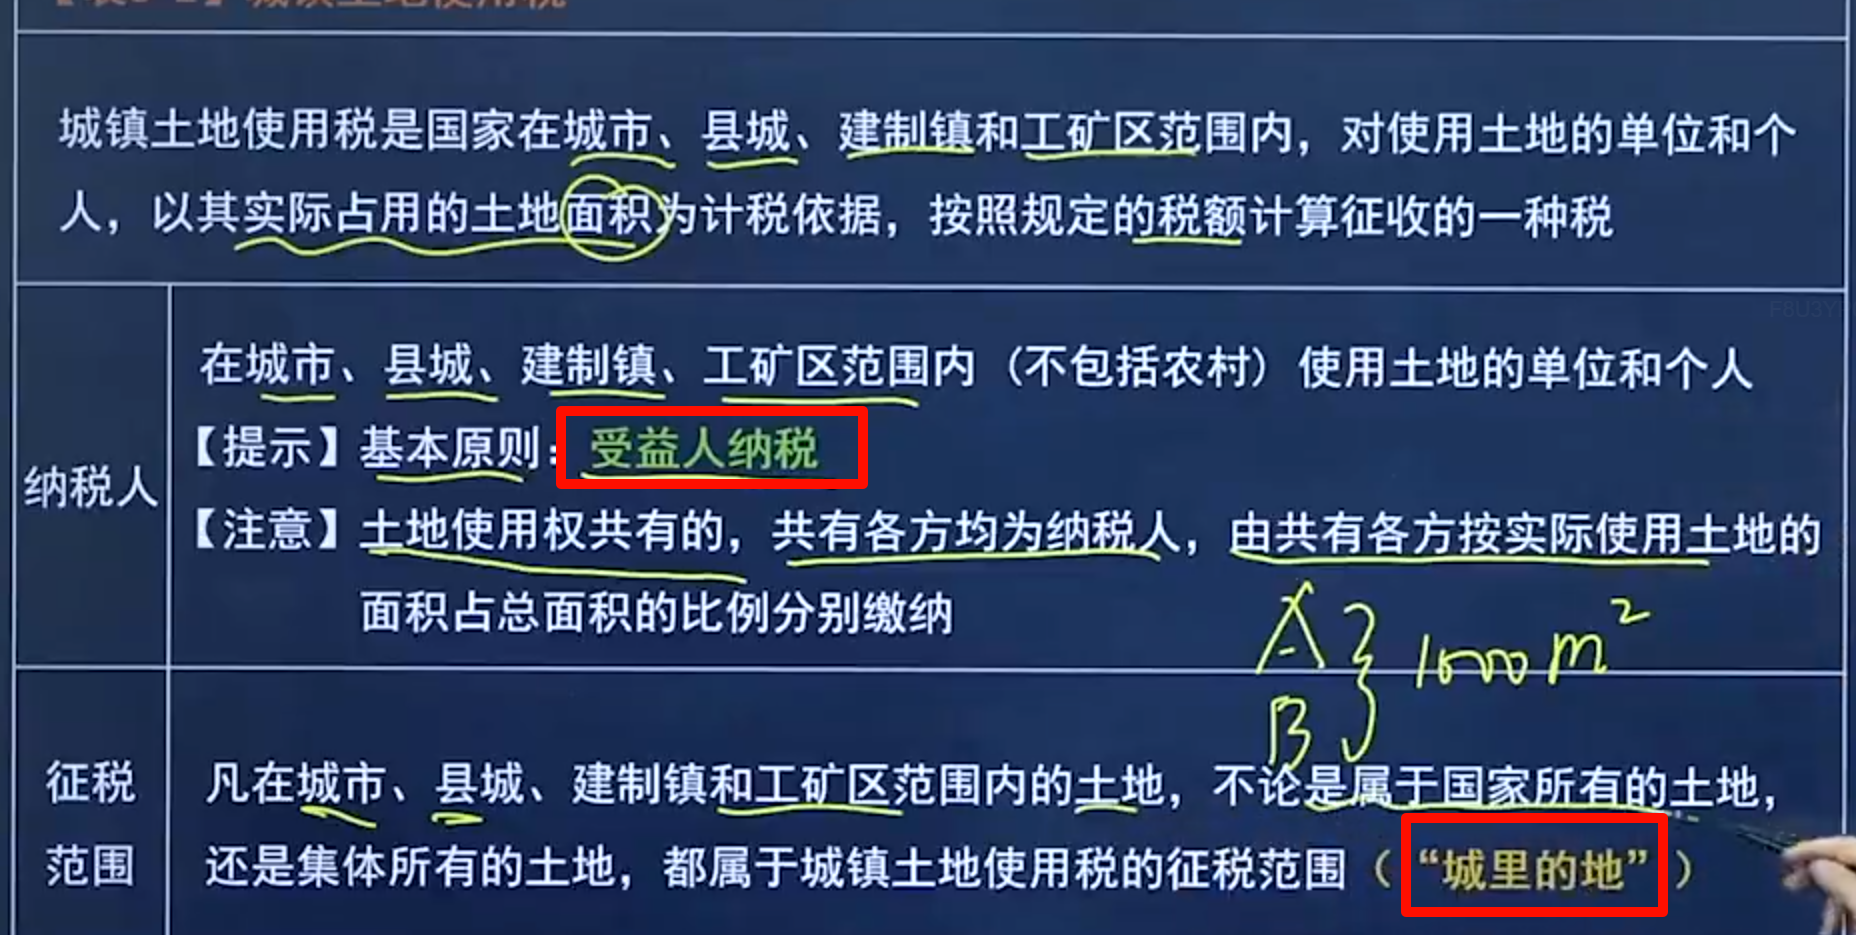 城镇土地使用税
城镇土地使用税是国家在城市、县城、建制镇和工矿区范围内，对使用土地的单位和个
人，以其实际占用的土地面积为计税依据，按照规定的税额计算征收的一种税
纳税人
在城市、县城、建制镇、工矿区范围内（不包括农村）使用土地的单位和个人
【提示】基本原则：受益人纳税
【注意】土地使用权共有的，共有各方均为纳税人，由共有各方按实际使用土地的
面积占总面积的比例分别缴纳
A
B
1000m²
征税
范围
凡在城市、县城、建制镇和工矿区范围内的土地，不论是属于国家所有的土地，
还是集体所有的土地，都属于城镇土地使用税的征税范围（“城里的地”）